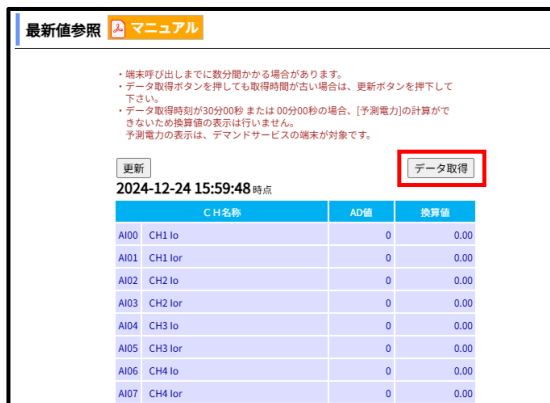 最新値参照 マニュアル
・端末呼び出しまでに数分間かかる場合があります。
・データ取得ボタンを押しても取得時間が古い場合は、更新ボタンを押下して
下さい。
・データ取得時刻が30分00秒 または 00分00秒の場合、[予測電力]の計算がで
きないため換算値の表示は行いません。
予測電力の表示は、デマンドサービスの端末が対象です。
更新 データ取得
2024-12-24 15:59:48 時点
ＣＨ名称 AD値 換算値
AI00 CH1 Io 0 0.00
AI01 CH1 Ior 0 0.00
AI02 CH2 Io 0 0.00
AI03 CH2 Ior 0 0.00
AI04 CH3 Io 0 0.00
AI05 CH3 Ior 0 0.00
AI06 CH4 Io 0 0.00
AI07 CH4 Ior 0 0.00